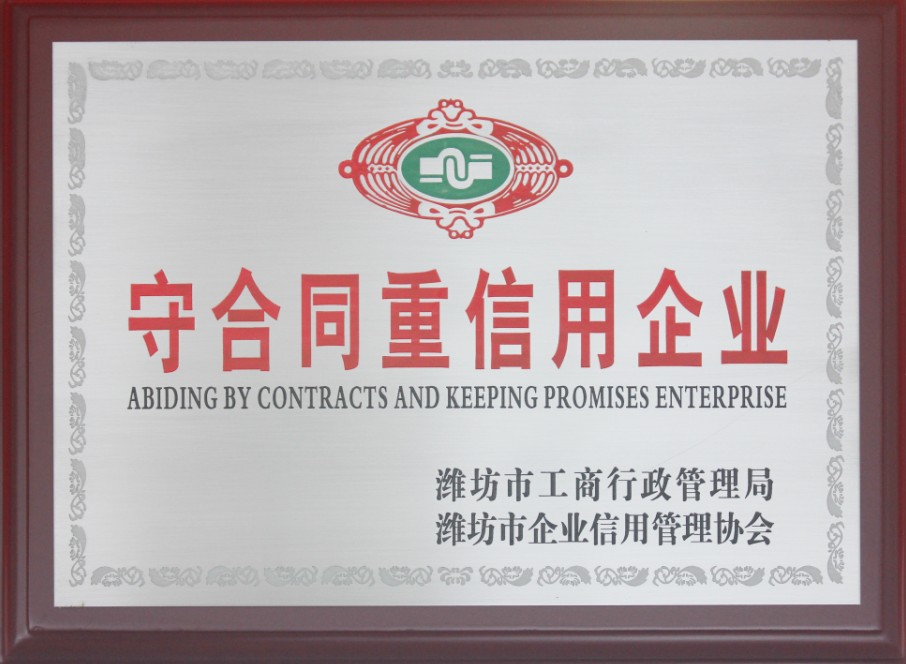 守合同重信用企业
ABIDING BY CONTRACTS AND KEEPING PROMISES ENTERPRISE
潍坊市工商行政管理局
潍坊市企业信用管理协会